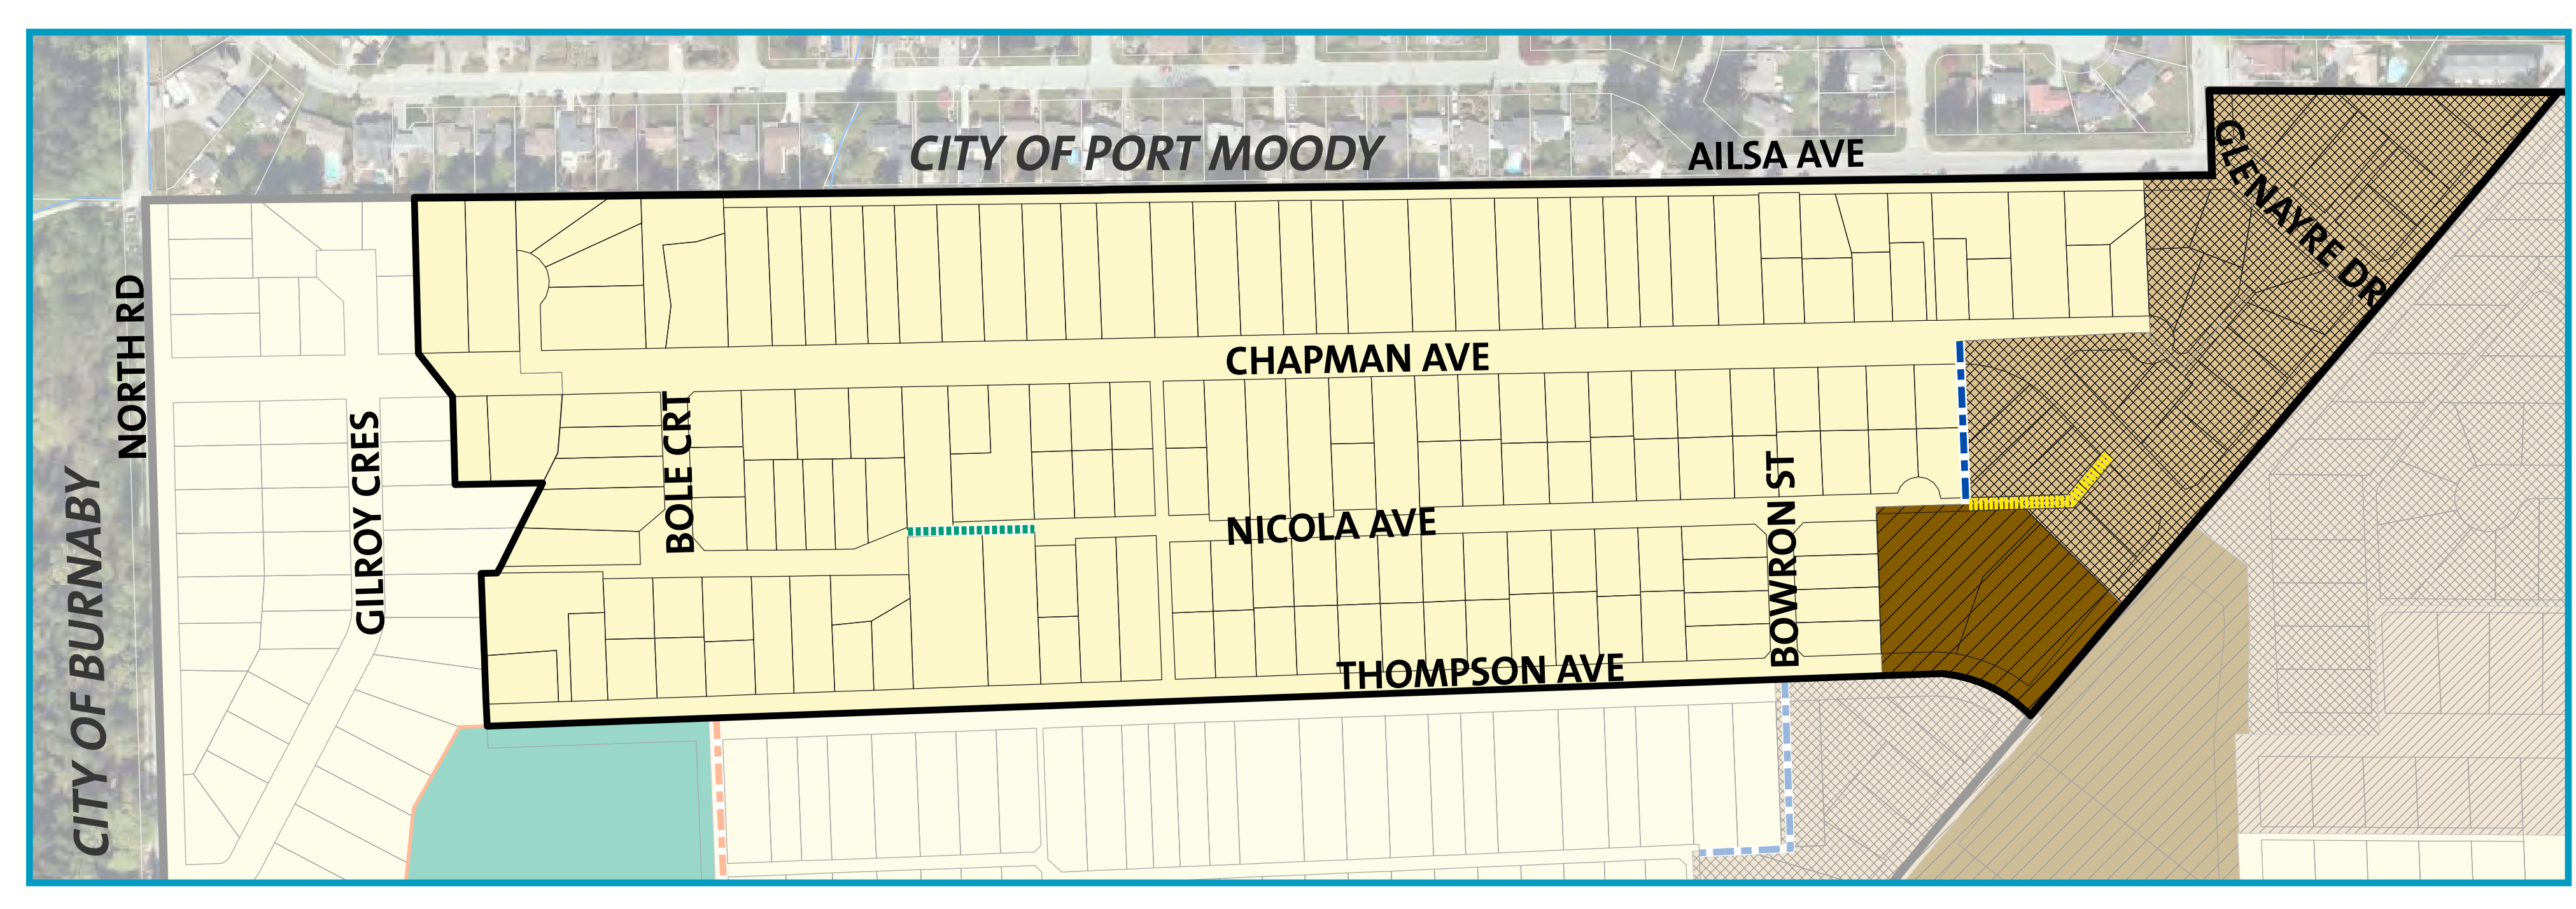 CITY OF PORT MOODY
AILSA AVE
GLENAYRE DR
NORTH RD
CHAPMAN AVE
BOLE CRT
GILROY CRES
CITY OF BURNABY
NICOLA AVE
BOWRON ST
THOMPSON AVE